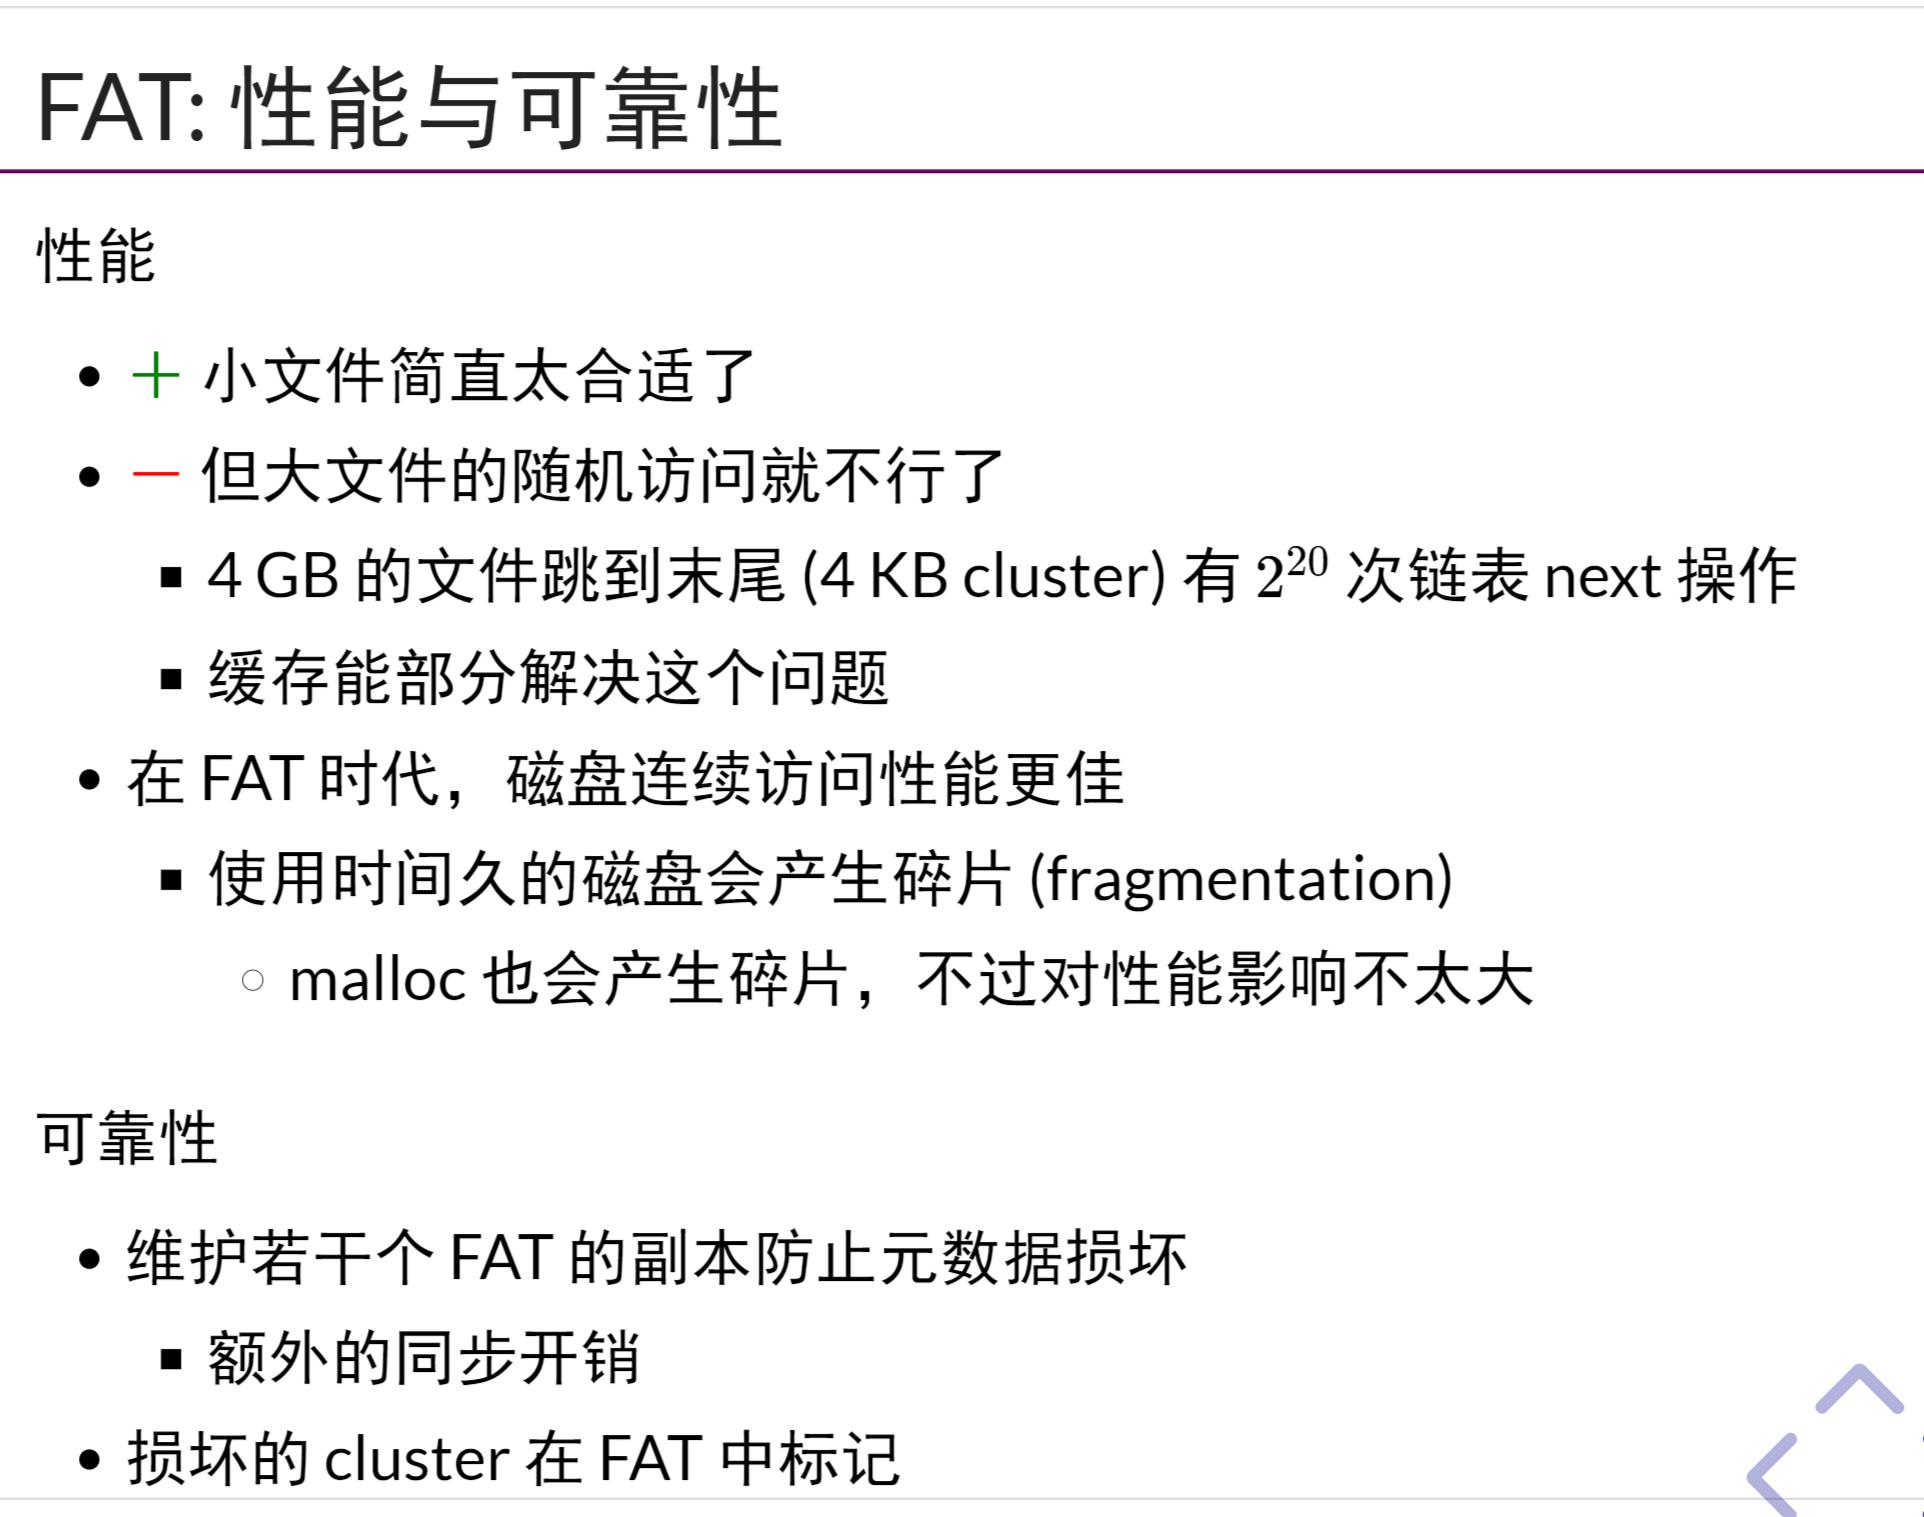 FAT: 性能与可靠性
性能
+ 小文件简直太合适了
− 但大文件的随机访问就不行了
4 GB 的文件跳到末尾 (4 KB cluster) 有 2²⁰ 次链表 next 操作
缓存能部分解决这个问题
在 FAT 时代，磁盘连续访问性能更佳
使用时间久的磁盘会产生碎片 (fragmentation)
malloc 也会产生碎片，不过对性能影响不太大
可靠性
维护若干个 FAT 的副本防止元数据损坏
额外的同步开销
损坏的 cluster 在 FAT 中标记